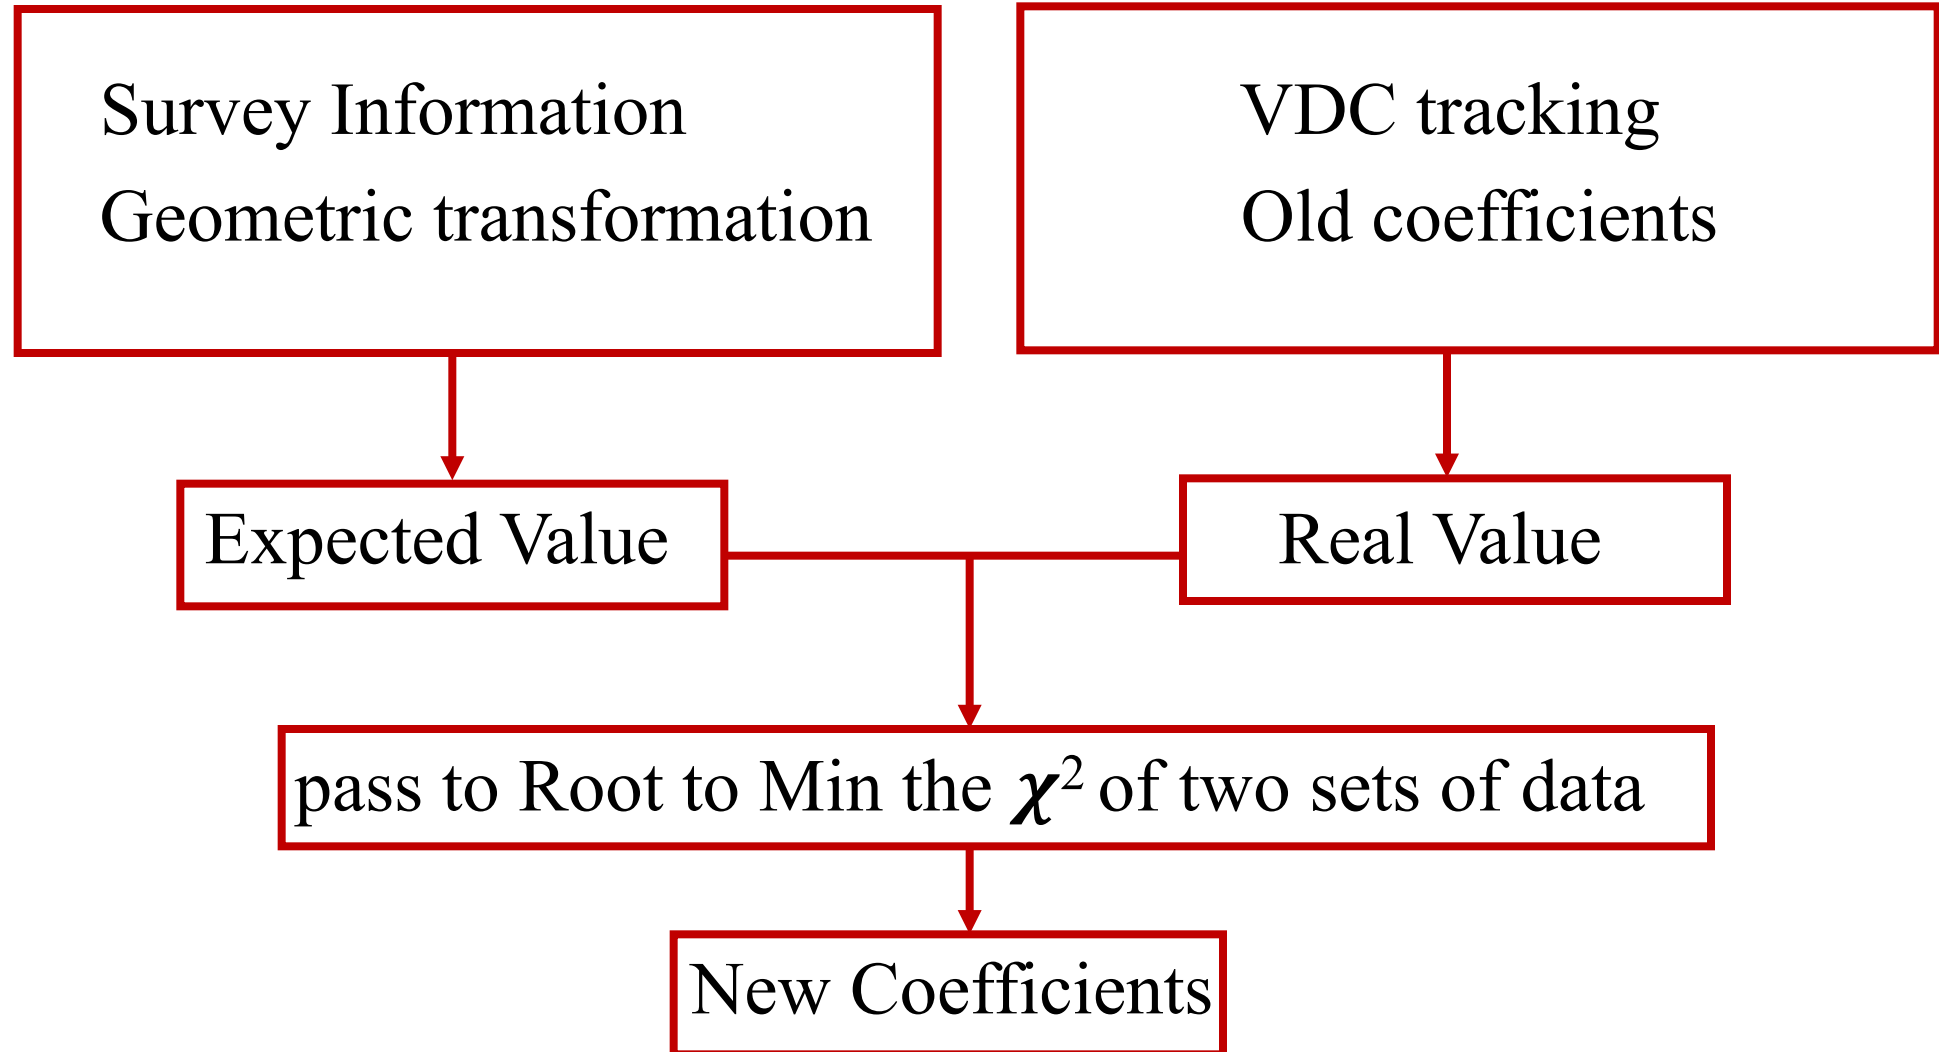 Survey Information
Geometric transformation
VDC tracking
Old coefficients
Expected Value
Real Value
pass to Root to Min the 𝝌² of two sets of data
New Coefficients